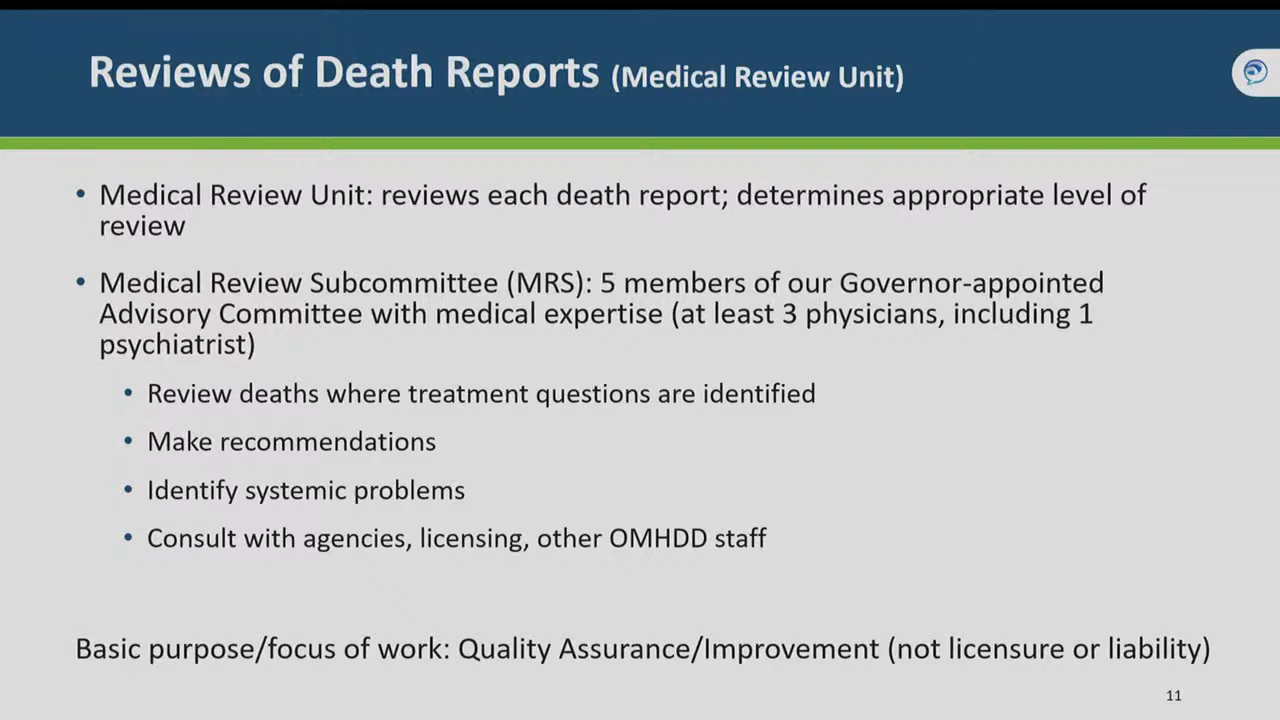 Reviews of Death Reports (Medical Review Unit)
• Medical Review Unit: reviews each death report; determines appropriate level of
review
• Medical Review Subcommittee (MRS): 5 members of our Governor-appointed
Advisory Committee with medical expertise (at least 3 physicians, including 1
psychiatrist)
• Review deaths where treatment questions are identified
• Make recommendations
• Identify systemic problems
• Consult with agencies, licensing, other OMHDD staff
Basic purpose/focus of work: Quality Assurance/Improvement (not licensure or liability)
11